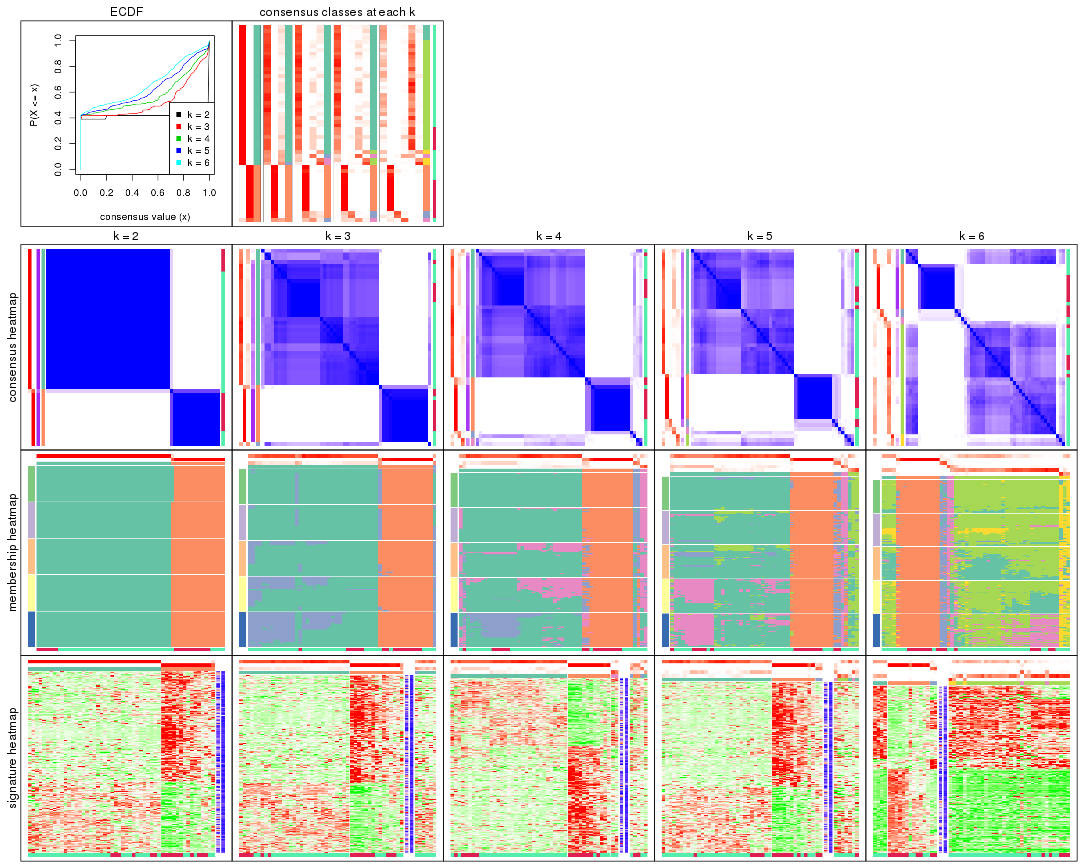 ECDF
consensus classes at each k
P(X <= x)
0.0 0.2 0.4 0.6 0.8 1.0
k = 2
k = 3
k = 4
k = 5
k = 6
0.0 0.2 0.4 0.6 0.8 1.0
consensus value (x)
k = 2
k = 3
k = 4
k = 5
k = 6
consensus heatmap
membership heatmap
signature heatmap